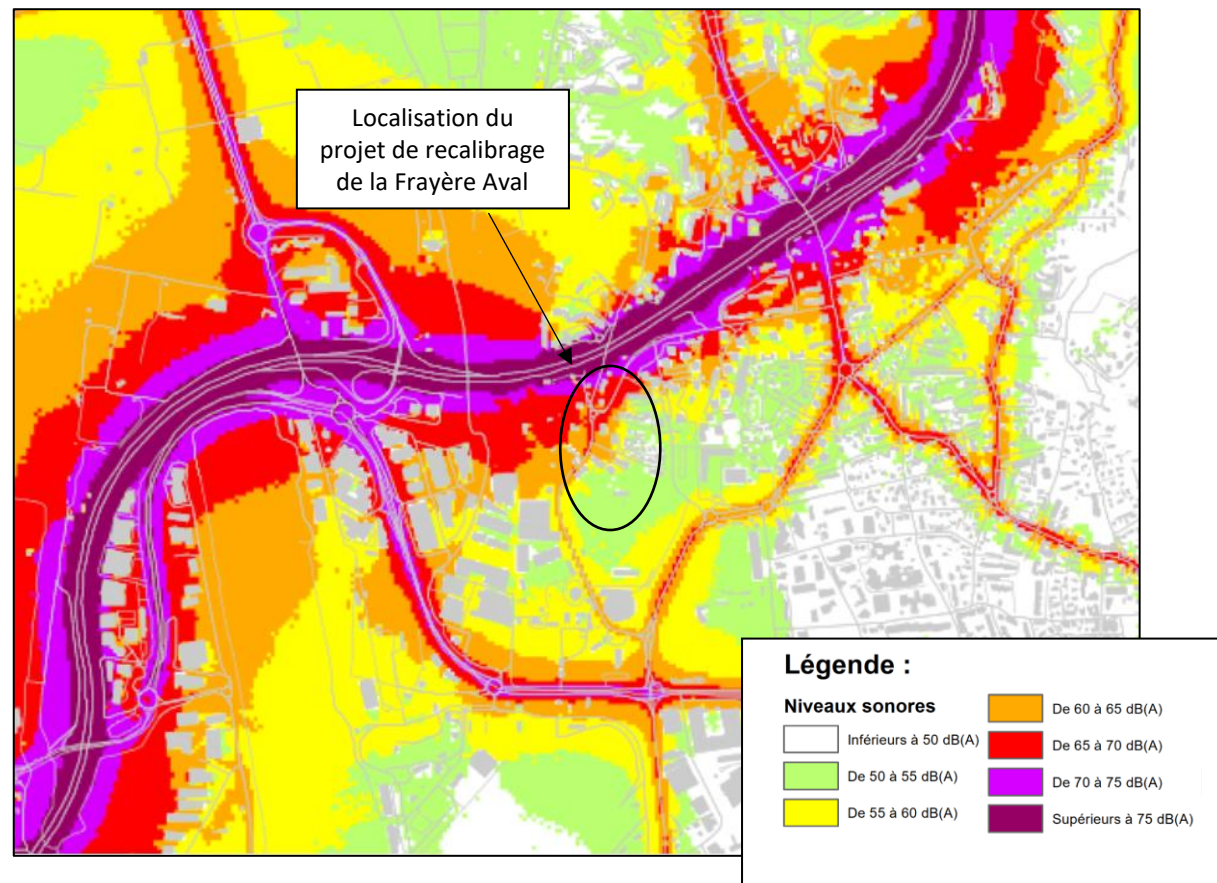 Localisation du
projet de recalibrage
de la Frayère Aval
Légende :
Niveaux sonores
Inférieurs à 50 dB(A)
De 50 à 55 dB(A)
De 55 à 60 dB(A)
De 60 à 65 dB(A)
De 65 à 70 dB(A)
De 70 à 75 dB(A)
Supérieurs à 75 dB(A)